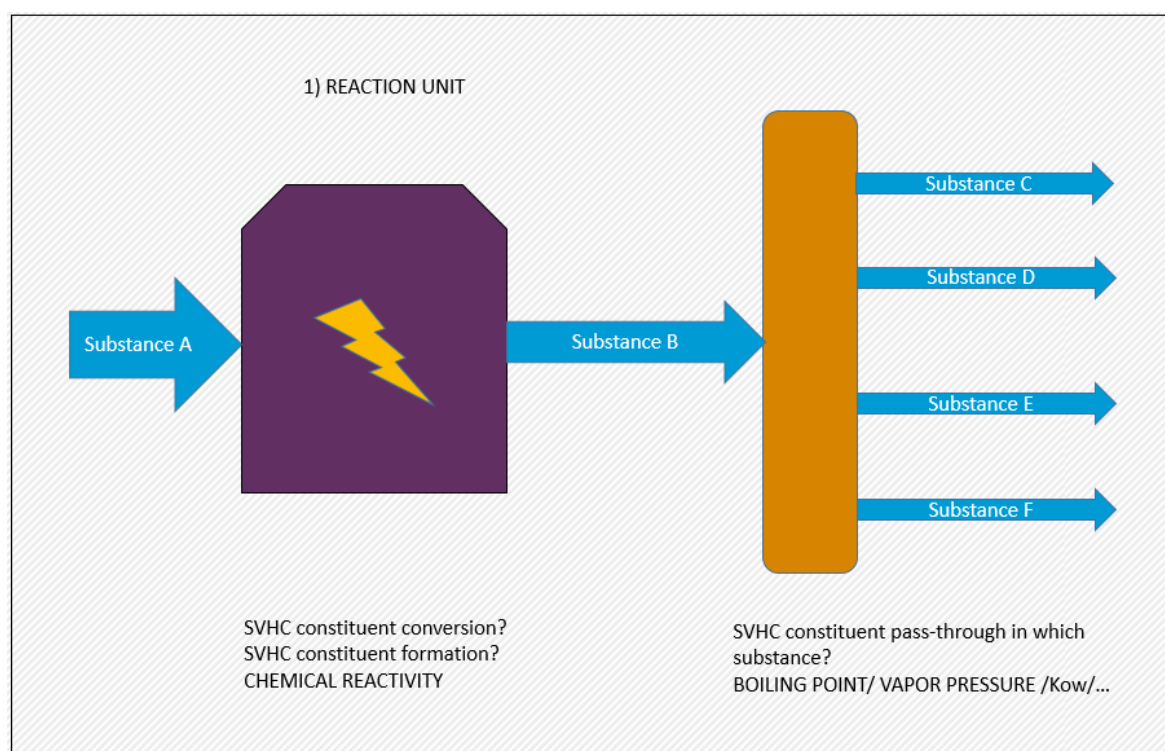 1) REACTION UNIT
Substance A
Substance B
Substance C
Substance D
Substance E
Substance F
SVHC constituent conversion?
SVHC constituent formation?
CHEMICAL REACTIVITY
SVHC constituent pass-through in which
substance?
BOILING POINT/ VAPOR PRESSURE /Kow/...